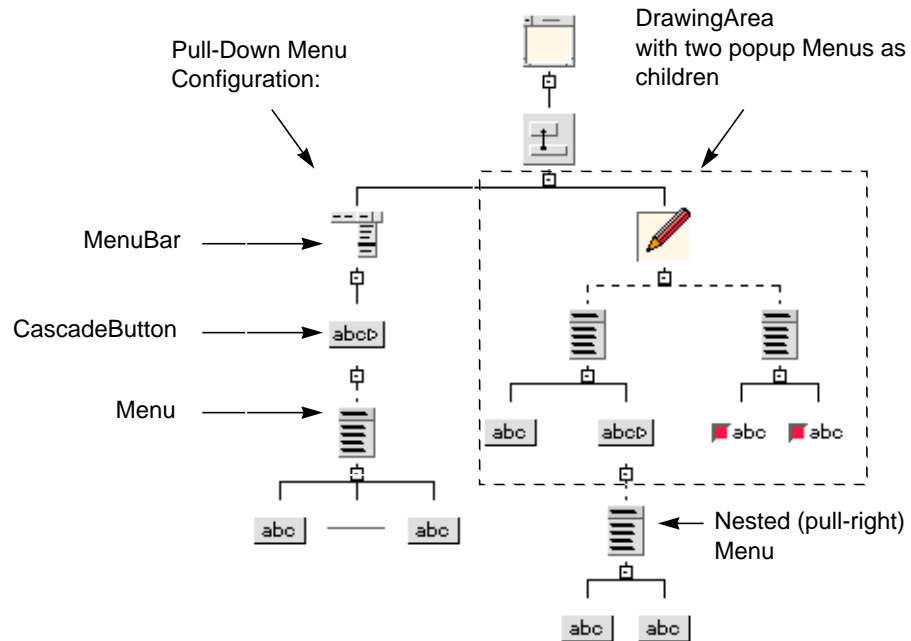 Pull-Down Menu
Configuration:
DrawingArea
with two popup Menus as
children
MenuBar
CascadeButton
abc
Menu
abc
abc
abc
abc
abc
abc
Nested (pull-right)
Menu
abc
abc
abc
abc